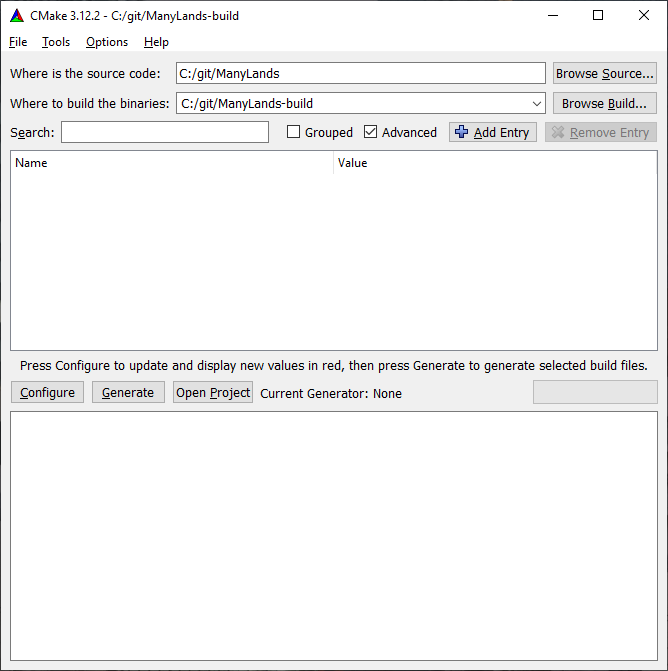 CMake 3.12.2 - C:/git/ManyLands-build
File Tools Options Help
Where is the source code: C:/git/ManyLands Browse Source...
Where to build the binaries: C:/git/ManyLands-build Browse Build...
Search: Grouped Advanced Add Entry Remove Entry
Name Value
Press Configure to update and display new values in red, then press Generate to generate selected build files.
Configure Generate Open Project Current Generator: None